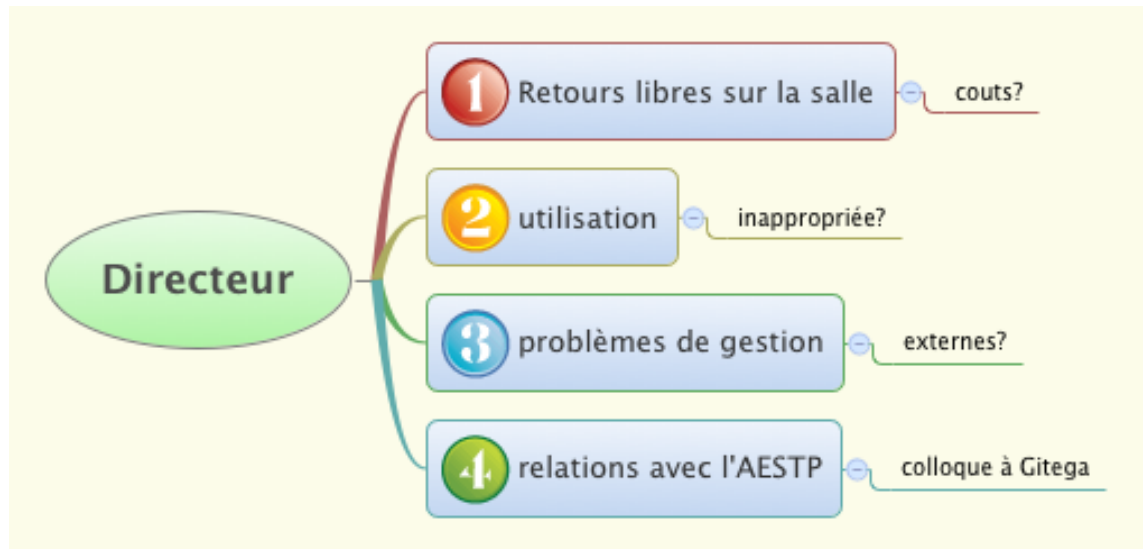 Directeur
1 Retours libres sur la salle
couts?
2 utilisation
inappropriée?
3 problèmes de gestion
externes?
4 relations avec l'AESTP
colloque à Gitega